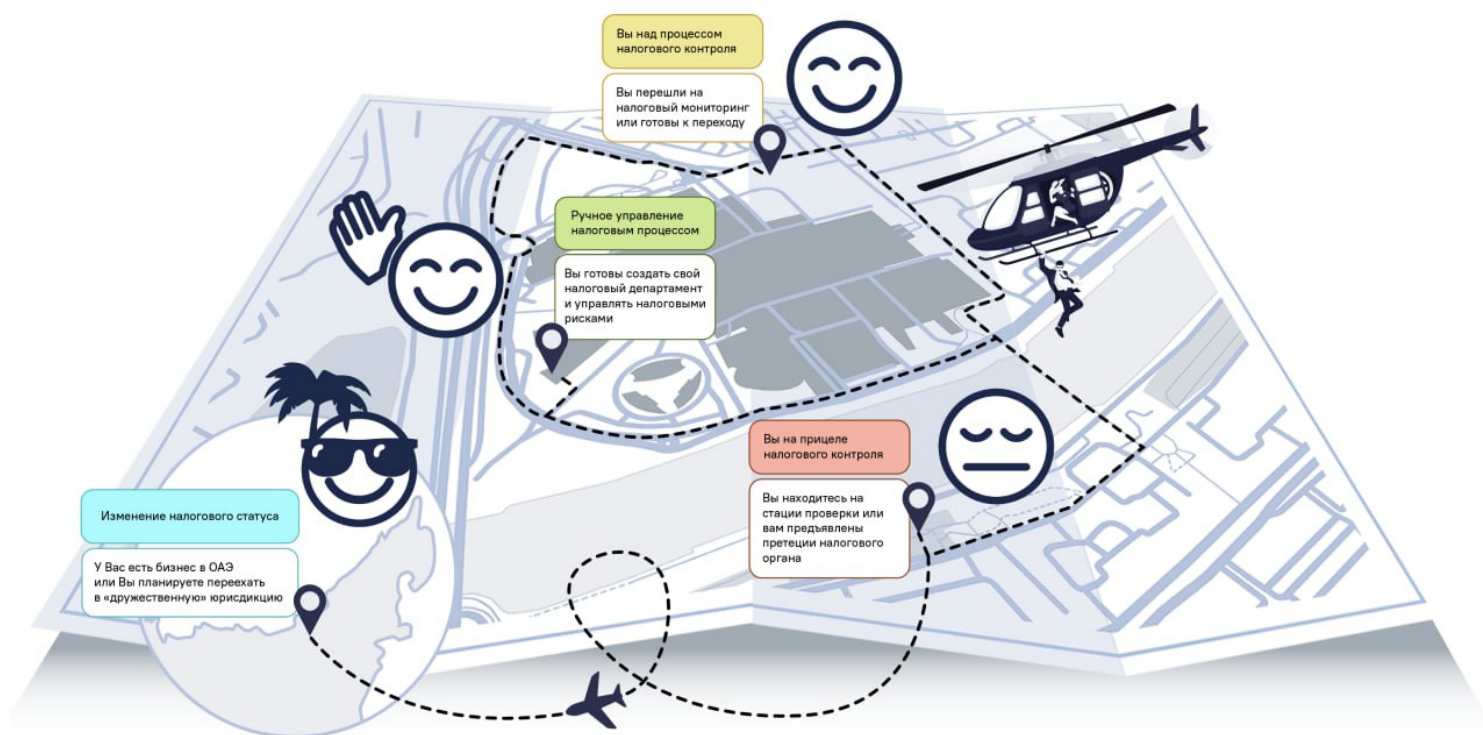 Вы над процессом
налогового контроля
Вы перешли на
налоговый мониторинг
или готовы к переходу
Ручное управление
налоговым процессом
Вы готовы создать свой
налоговый департамент
и управлять налоговыми
рисками
Вы на прицеле
налогового контроля
Вы находитесь на
стации проверки или
вам предъявлены
претеции налогового
органа
Изменение налогового статуса
У Вас есть бизнес в ОАЭ
или Вы планируете переехать
в «дружественную» юрисдикцию